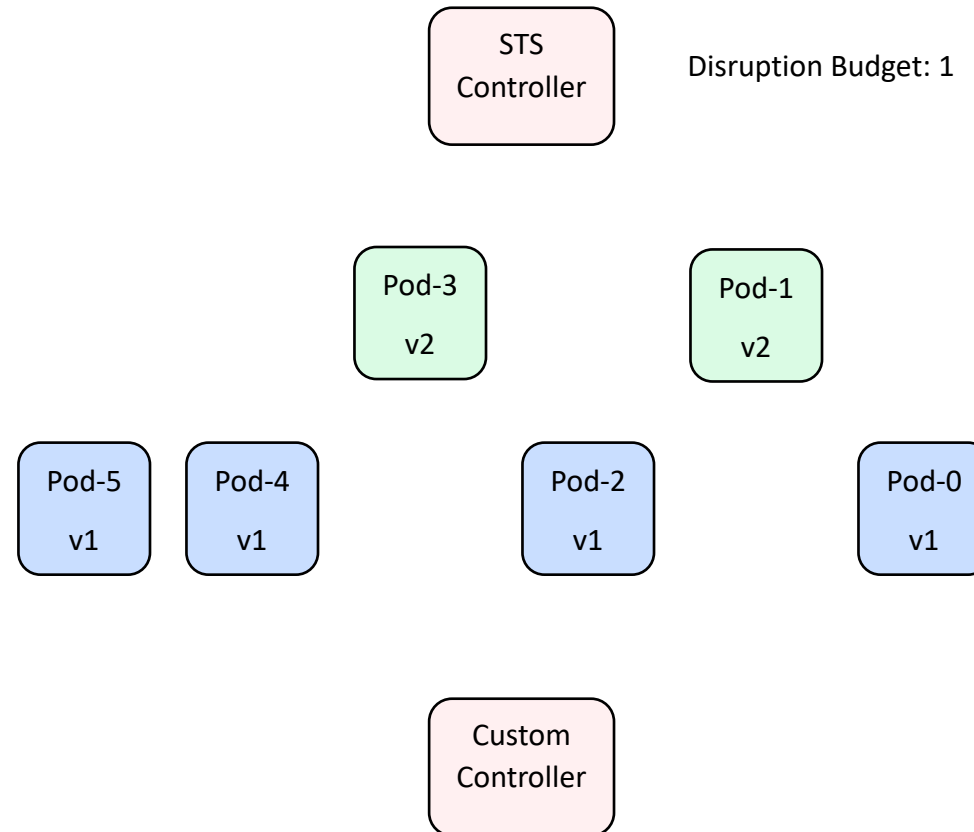 STS
Controller
Disruption Budget: 1
Pod-3
v2
Pod-1
v2
Pod-5
v1
Pod-4
v1
Pod-2
v1
Pod-0
v1
Custom
Controller